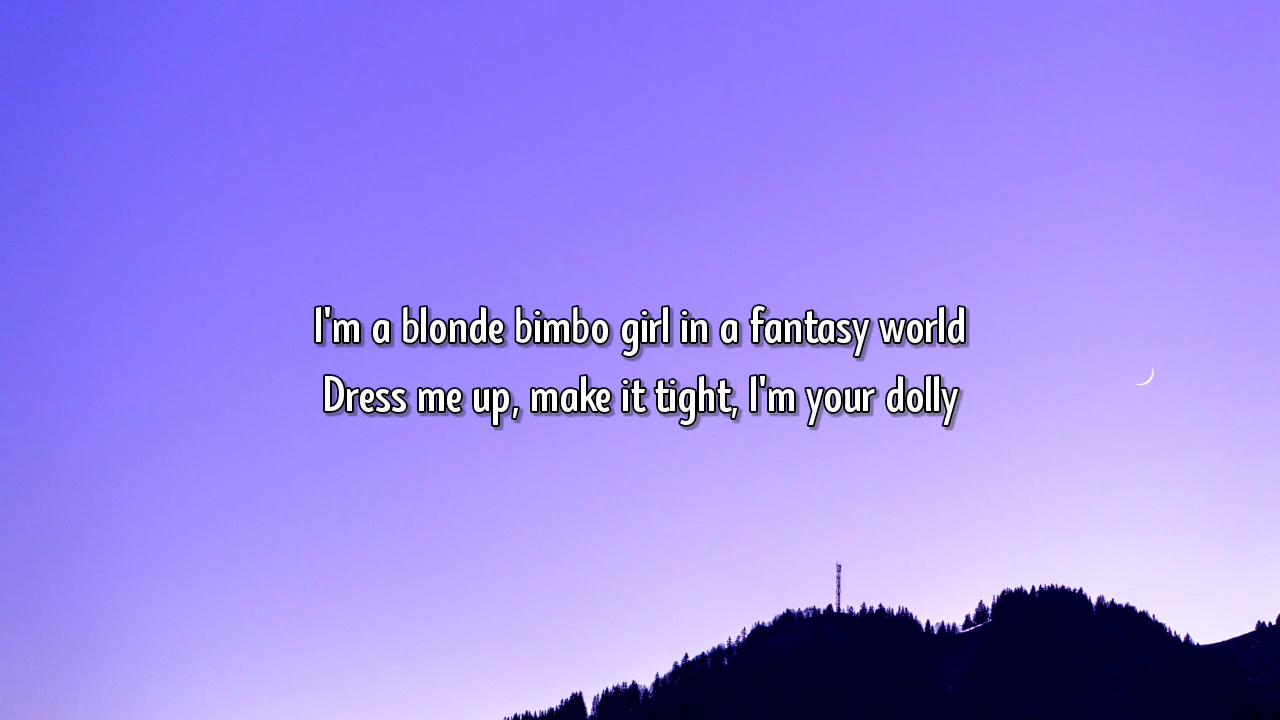 I'm a blonde bimbo girl in a fantasy world
Dress me up, make it tight, I'm your dolly